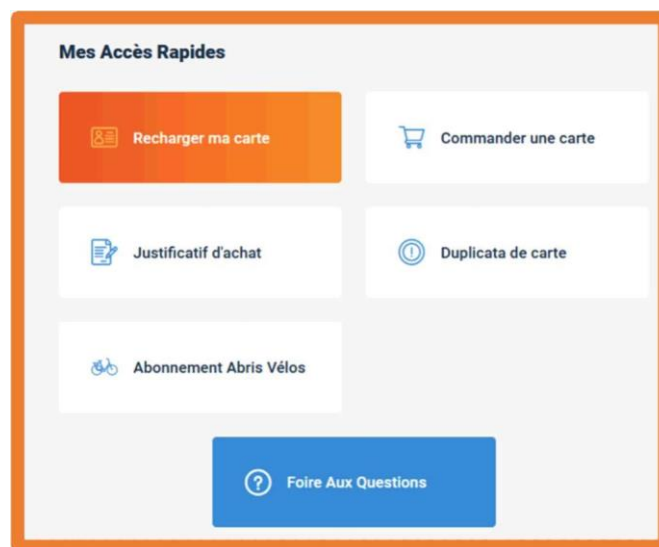 Mes Accès Rapides
Recharger ma carte
Commander une carte
Justificatif d'achat
Duplicata de carte
Abonnement Abris Vélos
Foire Aux Questions